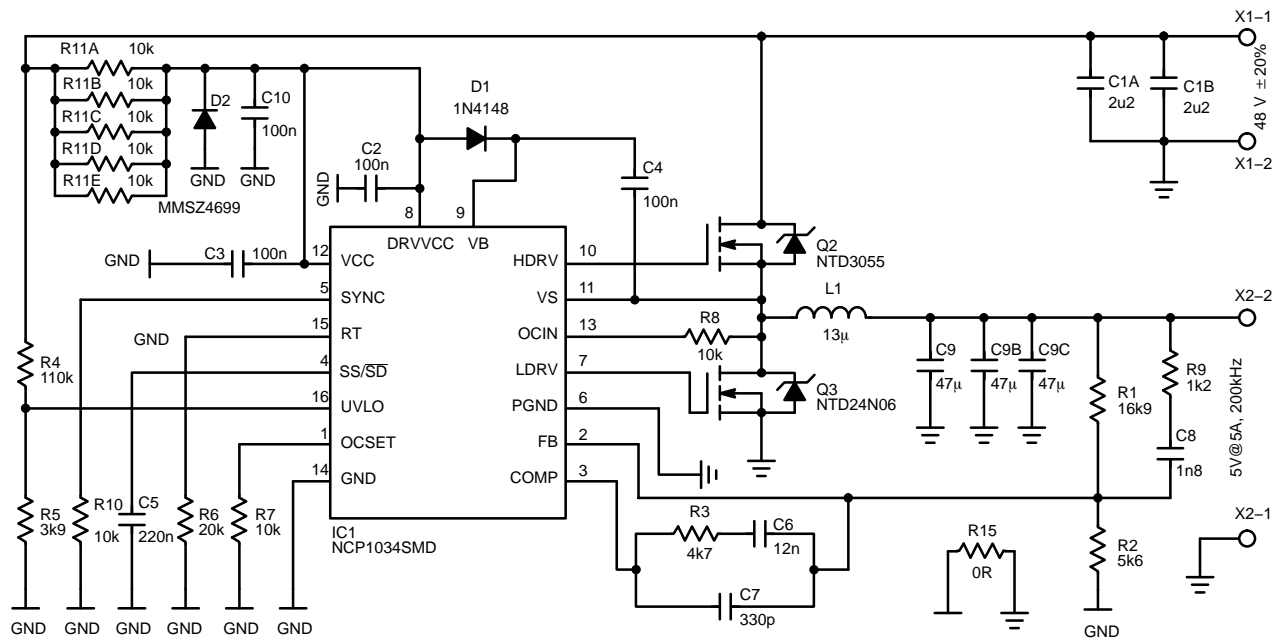 X1-1
R11A 10k
R11B 10k
R11C 10k
R11D 10k
R11E 10k
MMSZ4699
D2
GND
C10
100n
GND
D1
1N4148
C2
100n
GND
C4
100n
C1A
2u2
C1B
2u2
48 V ±20%
X1-2
8
9
DRVVCC
VB
GND
C3
100n
12
VCC
5
SYNC
GND
15
RT
4
SS/SD
16
UVLO
1
OCSET
14
GND
HDRV
10
VS
11
OCIN
13
LDRV
7
PGND
6
FB
2
COMP
3
IC1
NCP1034SMD
Q2
NTD3055
R8
10k
Q3
NTD24N06
L1
13μ
X2-2
C9
47μ
C9B
47μ
C9C
47μ
R1
16k9
R9
1k2
C8
1n8
5V@5A, 200kHz
X2-1
R4
110k
R5
3k9
R10
10k
C5
220n
R6
20k
R7
10k
R3
4k7
C6
12n
C7
330p
R15
0R
R2
5k6
GND
GND
GND
GND
GND
GND
GND